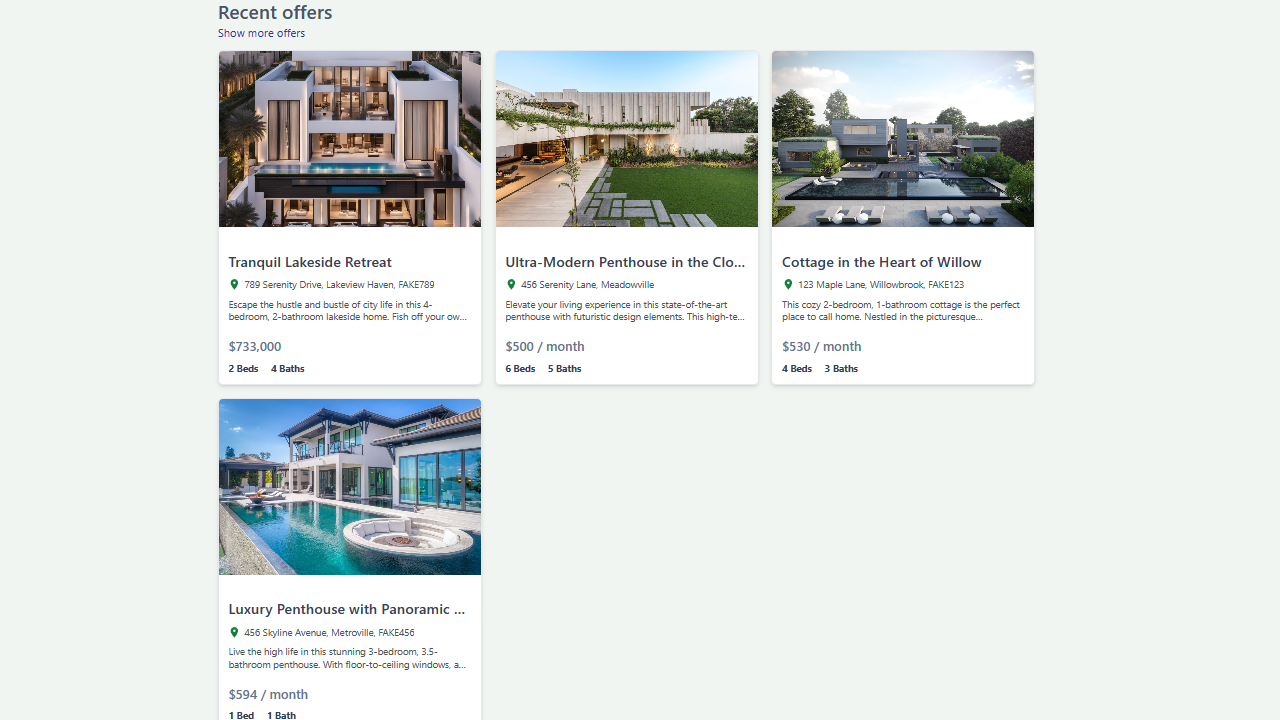 Recent offers
Show more offers
Tranquil Lakeside Retreat
789 Serenity Drive, Lakeview Haven, FAKE789
Escape the hustle and bustle of city life in this 4-
bedroom, 2-bathroom lakeside home. Fish off your ow...
$733,000
2 Beds 4 Baths
Ultra-Modern Penthouse in the Clo...
456 Serenity Lane, Meadowville
Elevate your living experience in this state-of-the-art
penthouse with futuristic design elements. This high-te...
$500 / month
6 Beds 5 Baths
Cottage in the Heart of Willow
123 Maple Lane, Willowbrook, FAKE123
This cozy 2-bedroom, 1-bathroom cottage is the perfect
place to call home. Nestled in the picturesque...
$530 / month
4 Beds 3 Baths
Luxury Penthouse with Panoramic ...
456 Skyline Avenue, Metroville, FAKE456
Live the high life in this stunning 3-bedroom, 3.5-
bathroom penthouse. With floor-to-ceiling windows, a...
$594 / month
1 Bed 1 Bath